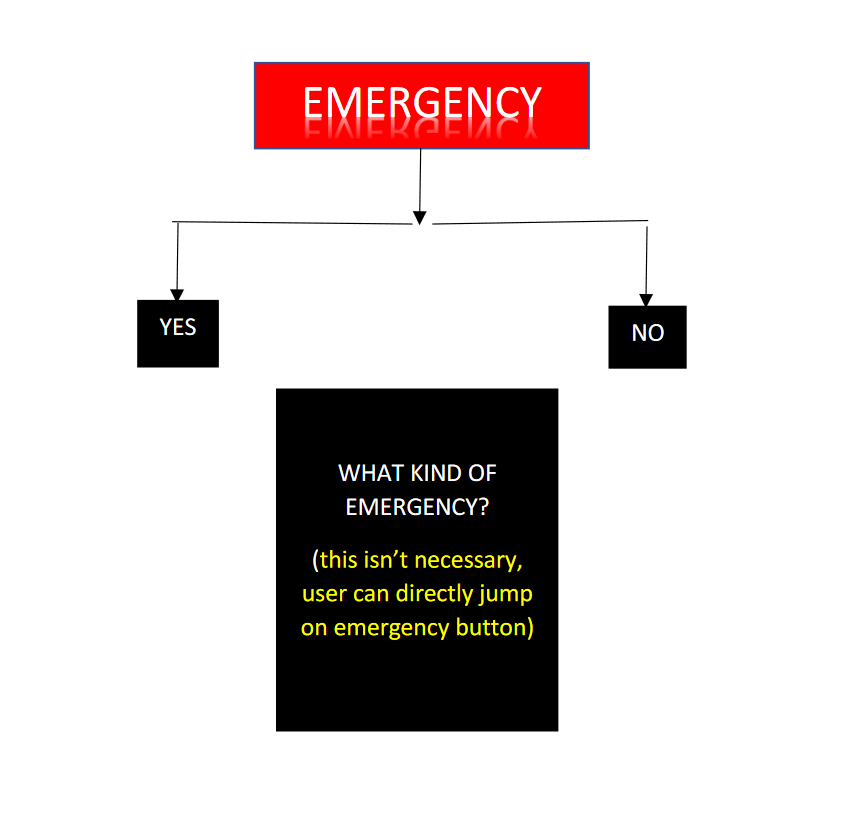 EMERGENCY
YES
NO
WHAT KIND OF
EMERGENCY?
(this isn’t necessary,
user can directly jump
on emergency button)